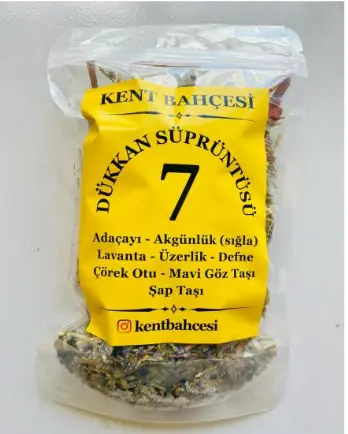 KENT BAHÇESİ
DÜKKAN SÜPRÜNTÜSÜ
7
Adaçayı - Akgünlük (sığla)
Lavanta - Üzerlik - Defne
Çörek Otu - Mavi Göz Taşı
Şap Taşı
kentbahcesi